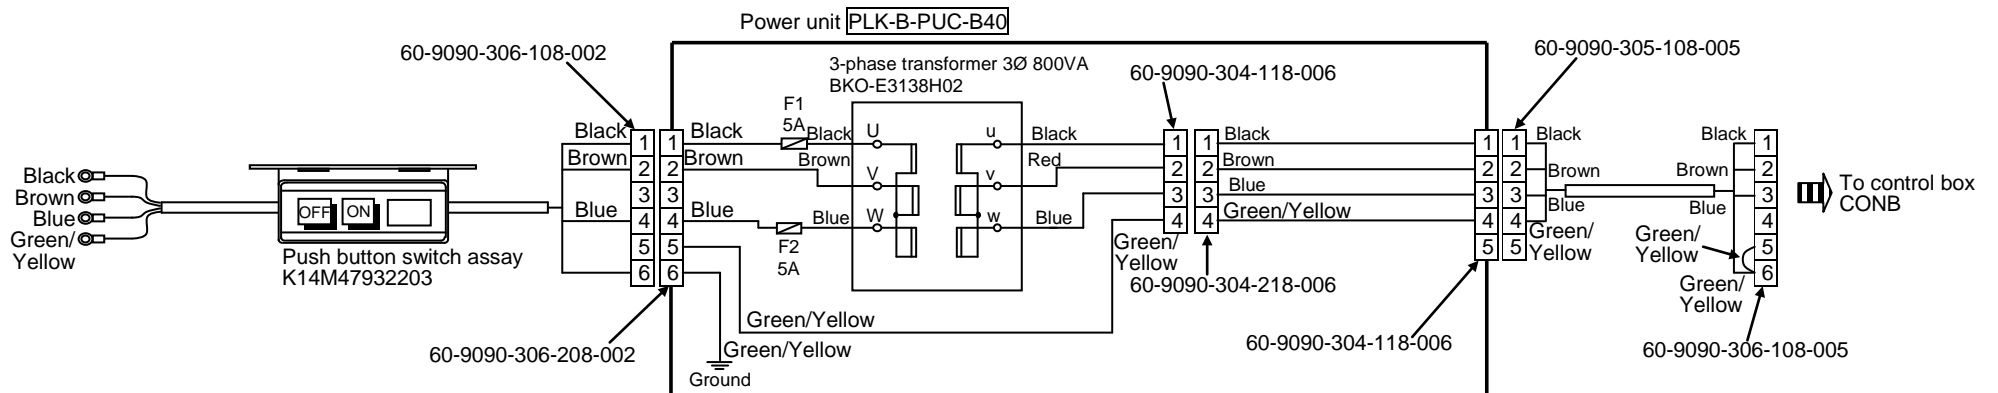 Power unit PLK-B-PUC-B40
60-9090-306-108-002
3-phase transformer 3Ø 800VA
BKO-E3138H02
60-9090-304-118-006
60-9090-305-108-005
Black
Brown
Blue
Green/
Yellow
OFF ON
Push button switch assay
K14M47932203
Black
Brown
Blue
1 1
2 2
3 3
4 4
5 5
6 6
Black
Brown
Blue
F1
5A
Black
Brown
Blue
F2
5A
U
V
W
u
v
w
Black
Red
Blue
Green/
Yellow
1 1
2 2
3 3
4 4
Black
Brown
Blue
Green/Yellow
60-9090-304-218-006
Green/Yellow
Green/Yellow
Ground
60-9090-306-208-002
60-9090-304-118-006
1 1
2 2
3 3
4 4
5 5
Black
Brown
Blue
Green/
Yellow
Black
Brown
Blue
Green/
Yellow
Green/
Yellow
1
2
3
4
5
6
To control box
CONB
60-9090-306-108-005